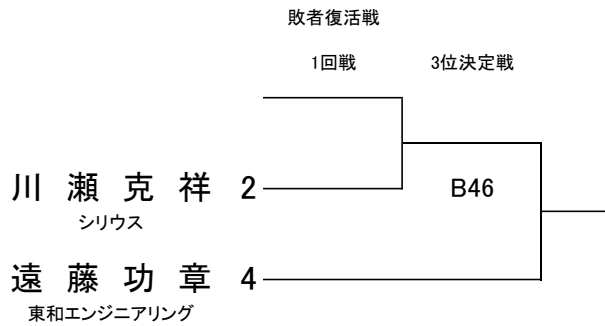 敗者復活戦
1回戦 3位決定戦
川瀬克祥 2
シリウス
B46
遠藤功章 4
東和エンジニアリング